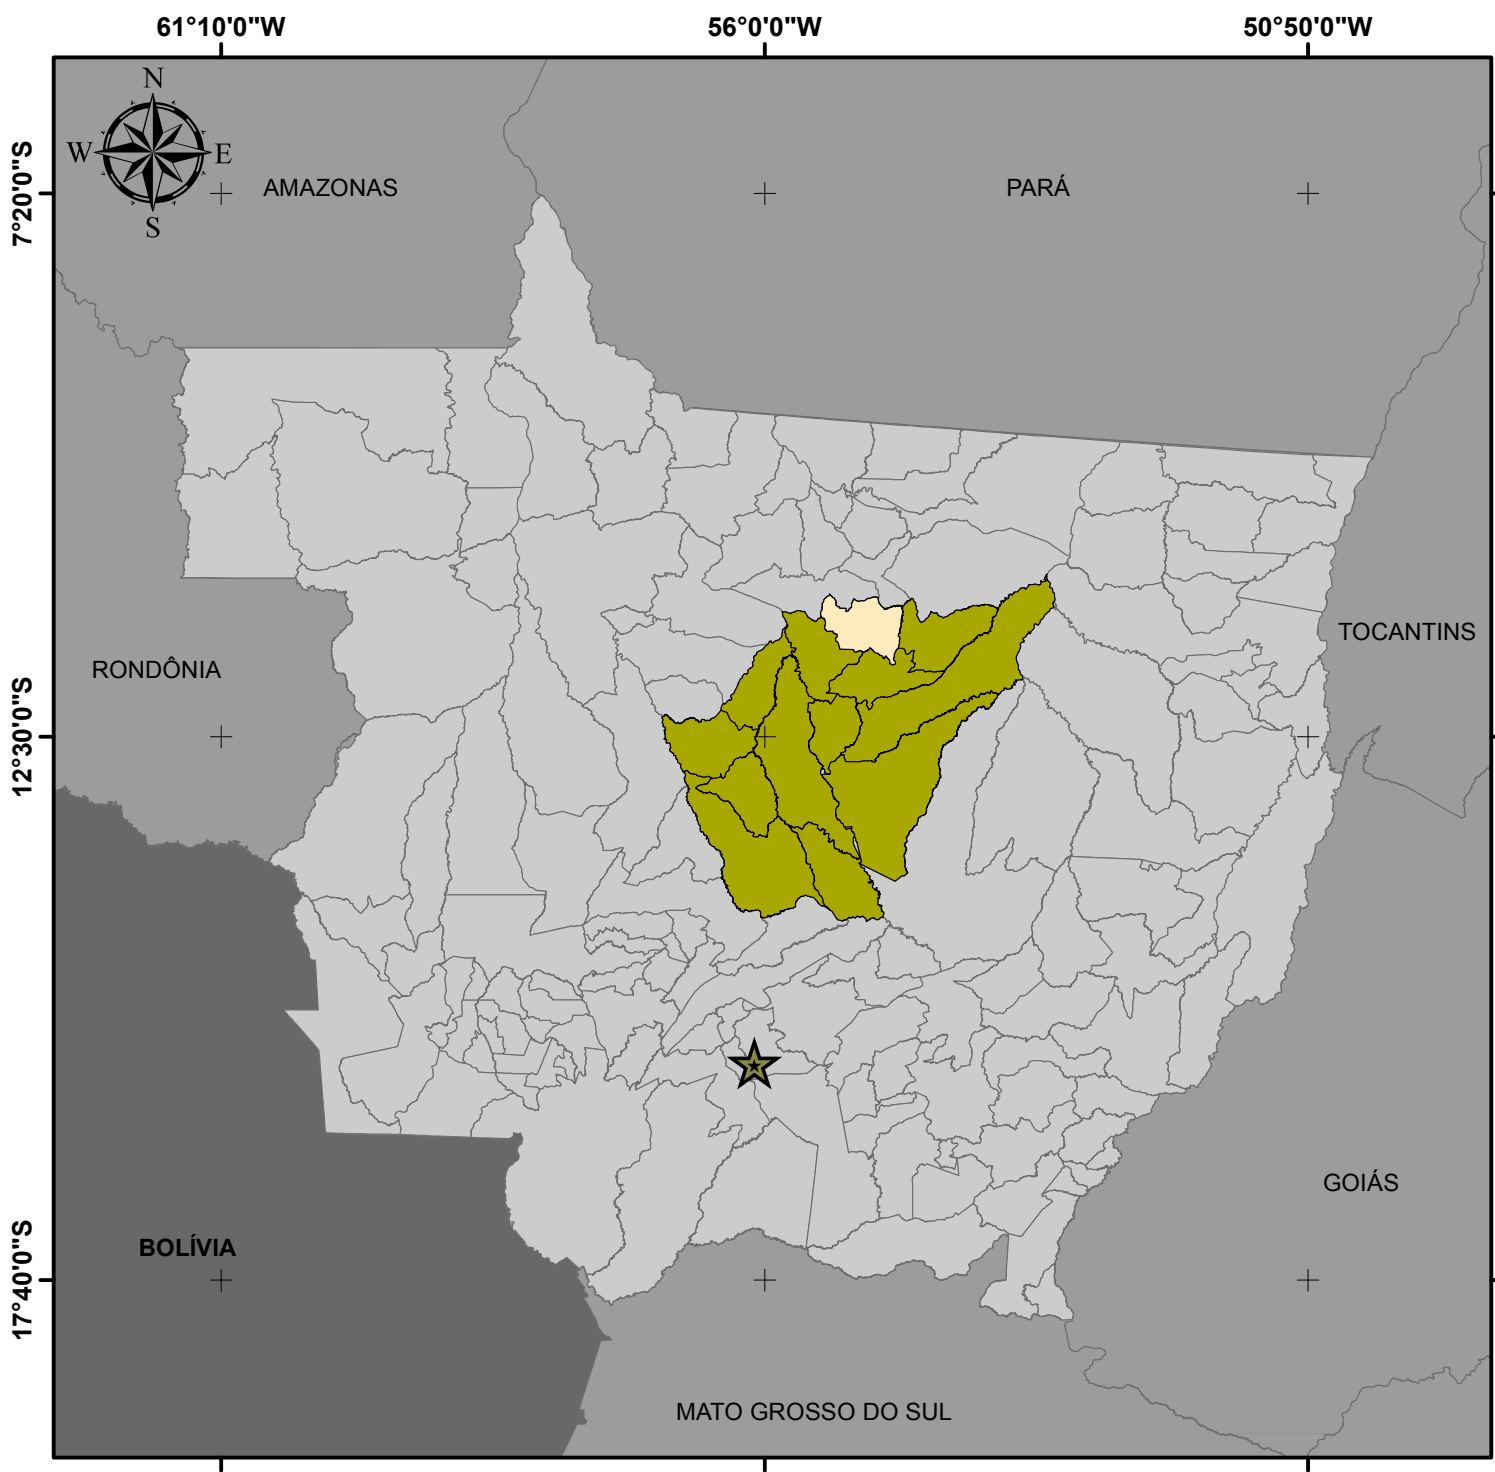 61°10'0"W 56°0'0"W 50°50'0"W
N
W E
S
7°20'0"S
AMAZONAS PARÁ
TOCANTINS
RONDÔNIA
12°30'0"S
GOIÁS
BOLÍVIA
17°40'0"S
MATO GROSSO DO SUL